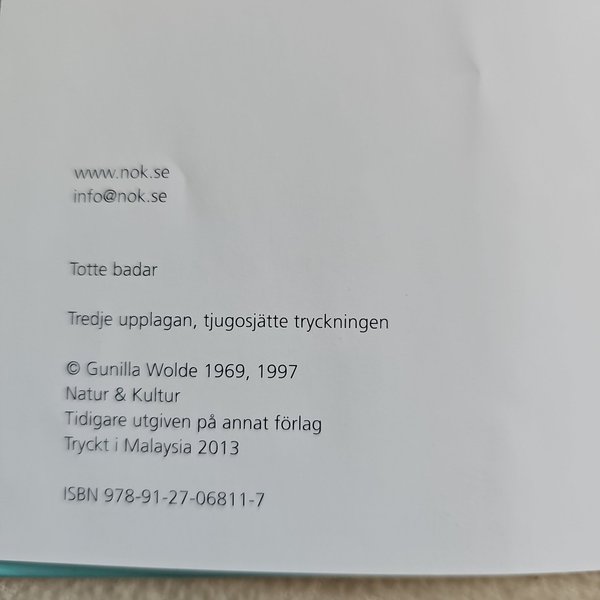 www.nok.se
info@nok.se
Totte badar
Tredje upplagan, tjugosjätte tryckningen
© Gunilla Wolde 1969, 1997
Natur & Kultur
Tidigare utgiven på annat förlag
Tryckt i Malaysia 2013
ISBN 978-91-27-06811-7